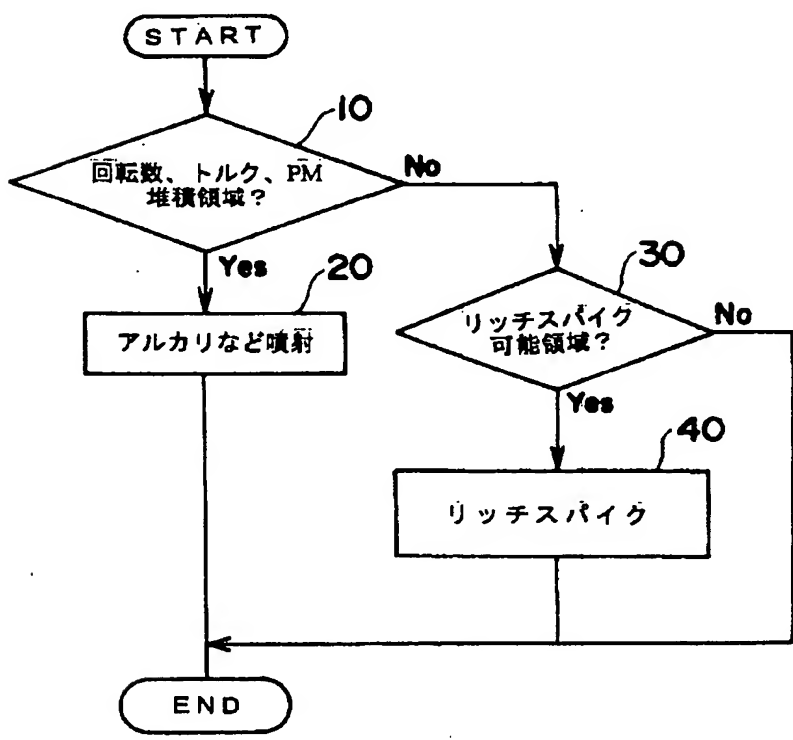 START
10
回転数、トルク、PM
堆積領域？
No
Yes
20
アルカリなど噴射
30
リッチスパイク
可能領域？
No
Yes
40
リッチスパイク
END